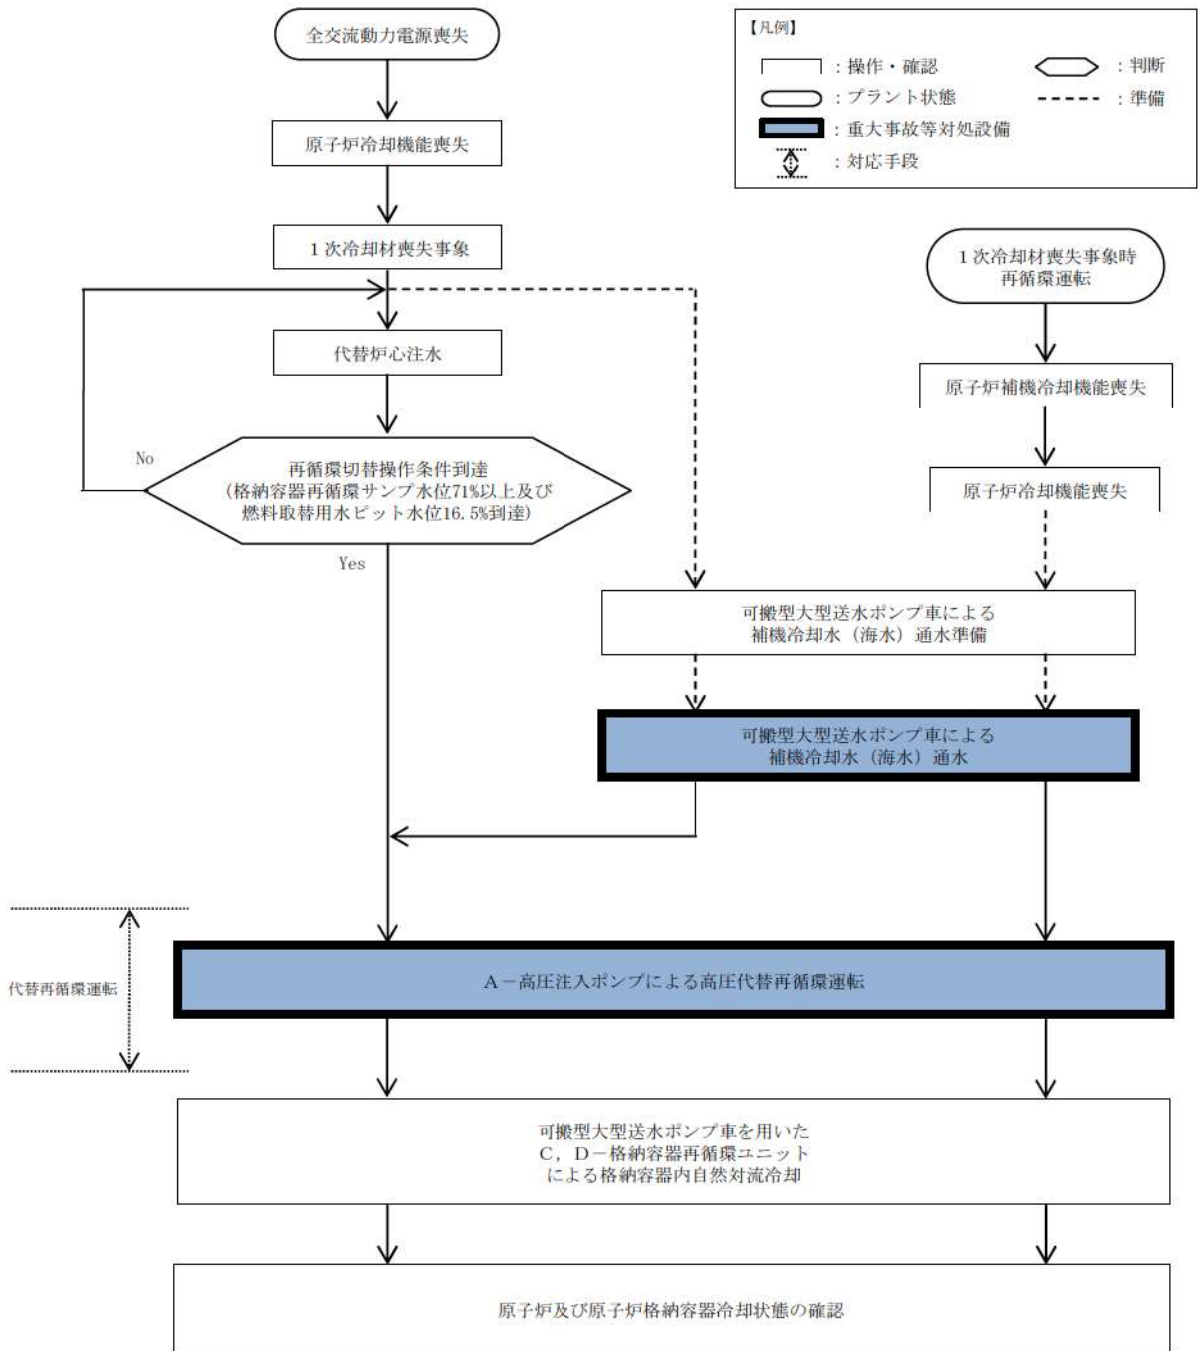 全交流動力電源喪失
原子炉冷却機能喪失
1次冷却材喪失事象
代替炉心注水
No
再循環切替操作条件到達
(格納容器再循環サンプ水位71%以上及び
燃料取替用水ピット水位16.5%到達)
Yes
【凡例】
:操作・確認
:判断
:プラント状態
:準備
:重大事故等対処設備
:対応手段
1次冷却材喪失事象時
再循環運転
原子炉補機冷却機能喪失
原子炉冷却機能喪失
可搬型大型送水ポンプ車による
補機冷却水(海水)通水準備
可搬型大型送水ポンプ車による
補機冷却水(海水)通水
代替再循環運転
A-高圧注入ポンプによる高圧代替再循環運転
可搬型大型送水ポンプ車を用いた
C,D-格納容器再循環ユニット
による格納容器内自然対流冷却
原子炉及び原子炉格納容器冷却状態の確認